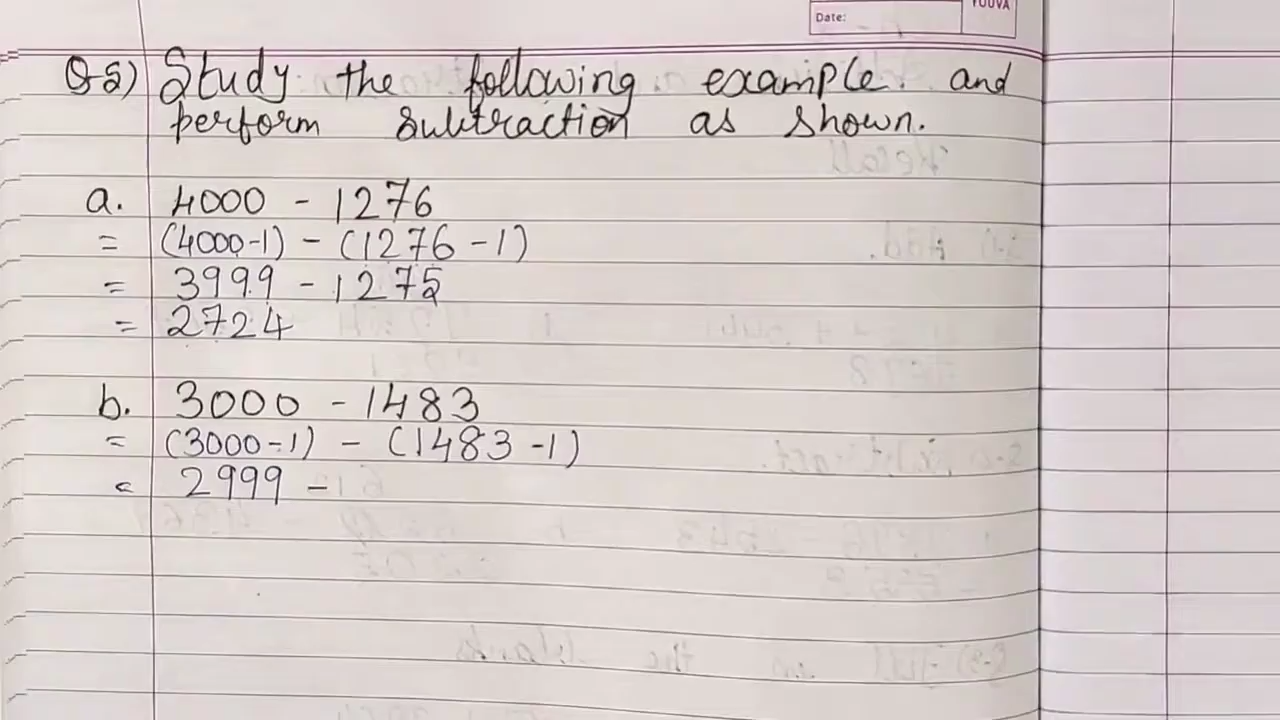 YOUVA
Date:
Q5) Study the following example. and
perform subtraction as shown.
a. 4000 - 1276
= (4000-1) - (1276 -1)
= 3999 - 1275
= 2724
b. 3000 - 1483
= (3000-1) - (1483 -1)
= 2999 -